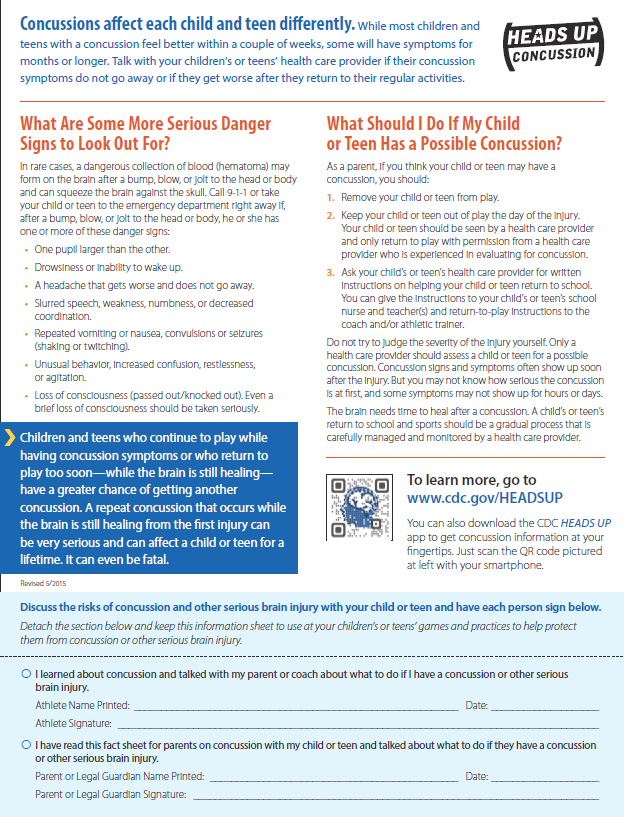 Concussions affect each child and teen differently. While most children and
teens with a concussion feel better within a couple of weeks, some will have symptoms for
months or longer. Talk with your children's or teens' health care provider if their concussion
symptoms do not go away or if they get worse after they return to their regular activities.
HEADS UP
CONCUSSION
What Are Some More Serious Danger
Signs to Look Out For?
In rare cases, a dangerous collection of blood (hematoma) may
form on the brain after a bump, blow, or jolt to the head or body
and can squeeze the brain against the skull. Call 9-1-1 or take
your child or teen to the emergency department right away if,
after a bump, blow, or jolt to the head or body, he or she has
one or more of these danger signs:
• One pupil larger than the other.
• Drowsiness or inability to wake up.
• A headache that gets worse and does not go away.
• Slurred speech, weakness, numbness, or decreased
coordination.
• Repeated vomiting or nausea, convulsions or seizures
(shaking or twitching).
• Unusual behavior, increased confusion, restlessness,
or agitation.
• Loss of consciousness (passed out/knocked out). Even a
brief loss of consciousness should be taken seriously.
Children and teens who continue to play while
having concussion symptoms or who return to
play too soon—while the brain is still healing—
have a greater chance of getting another
concussion. A repeat concussion that occurs while
the brain is still healing from the first injury can
be very serious and can affect a child or teen for a
lifetime. It can even be fatal.
Revised 5/2015
What Should I Do If My Child
or Teen Has a Possible Concussion?
As a parent, if you think your child or teen may have a
concussion, you should:
1. Remove your child or teen from play.
2. Keep your child or teen out of play the day of the injury.
Your child or teen should be seen by a health care provider
and only return to play with permission from a health care
provider who is experienced in evaluating for concussion.
3. Ask your child's or teen's health care provider for written
instructions on helping your child or teen return to school.
You can give the instructions to your child's or teen's school
nurse and teacher(s) and return-to-play instructions to the
coach and/or athletic trainer.
Do not try to judge the severity of the injury yourself. Only a
health care provider should assess a child or teen for a possible
concussion. Concussion signs and symptoms often show up soon
after the injury. But you may not know how serious the concussion
is at first, and some symptoms may not show up for hours or days.
The brain needs time to heal after a concussion. A child's or teen's
return to school and sports should be a gradual process that is
carefully managed and monitored by a health care provider.
To learn more, go to
www.cdc.gov/HEADSUP
You can also download the CDC HEADS UP
app to get concussion information at your
fingertips. Just scan the QR code pictured
at left with your smartphone.
Discuss the risks of concussion and other serious brain injury with your child or teen and have each person sign below.
Detach the section below and keep this information sheet to use at your children's or teens' games and practices to help protect
them from concussion or other serious brain injury.
I learned about concussion and talked with my parent or coach about what to do if I have a concussion or other serious
brain injury.
Athlete Name Printed: Date:
Athlete Signature:
I have read this fact sheet for parents on concussion with my child or teen and talked about what to do if they have a concussion
or other serious brain injury.
Parent or Legal Guardian Name Printed: Date:
Parent or Legal Guardian Signature: